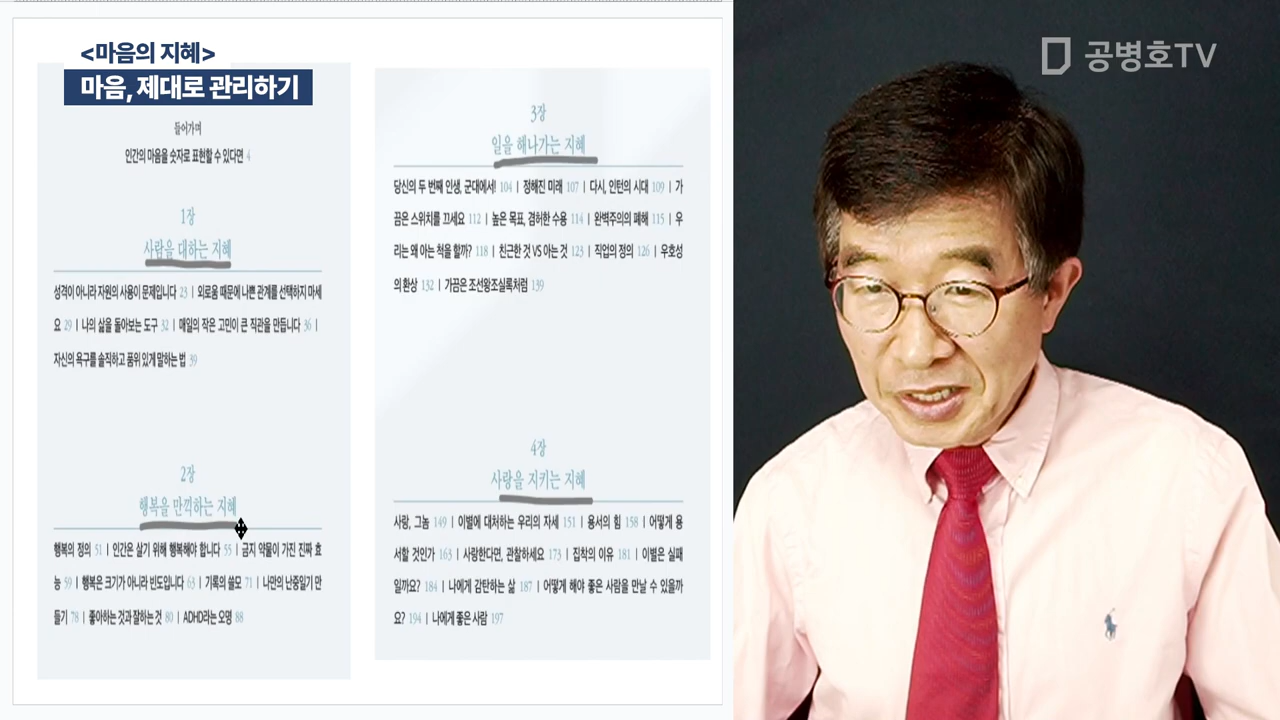 <마음의 지혜>
마음, 제대로 관리하기
들어가며
인간의 마음을 숫자로 표현할 수 있다면 4
1장
사람을 대하는 지혜
성격이 아니라 자원의 사용이 문제입니다 23 | 외로움 때문에 나쁜 관계를 선택하지 마세
요 29 | 나의 삶을 돌아보는 도구 32 | 매일의 작은 고민이 큰 직관을 만듭니다 36 |
자신의 욕구를 솔직하고 품위 있게 말하는 법 39
2장
행복을 만끽하는 지혜
행복의 정의 51 | 인간은 살기 위해 행복해야 합니다 55 | 금지 약물이 가진 진짜 효
능 59 | 행복은 크기가 아니라 빈도입니다 63 | 기록의 쓸모 71 | 나만의 난중일기 만
들기 78 | 좋아하는 것과 잘하는 것 80 | ADHD라는 오명 88
3장
일을 해나가는 지혜
당신의 두 번째 인생, 군대에서! 104 | 정해진 미래 107 | 다시, 인턴의 시대 109 | 가
끔은 스위치를 끄세요 112 | 높은 목표, 겸허한 수용 114 | 완벽주의의 폐해 115 | 우
리는 왜 아는 척을 할까? 118 | 친근한 것 VS 아는 것 123 | 직업의 정의 126 | 우호성
의 환상 132 | 가끔은 조선왕조실록처럼 139
4장
사랑을 지키는 지혜
사랑, 그놈 149 | 이별에 대처하는 우리의 자세 151 | 용서의 힘 158 | 어떻게 용
서할 것인가 163 | 사랑한다면, 관찰하세요 173 | 집착의 이유 181 | 이별은 실패
일까요? 184 | 나에게 감탄하는 삶 187 | 어떻게 해야 좋은 사람을 만날 수 있을까
요? 194 | 나에게 좋은 사람 197
공병호TV